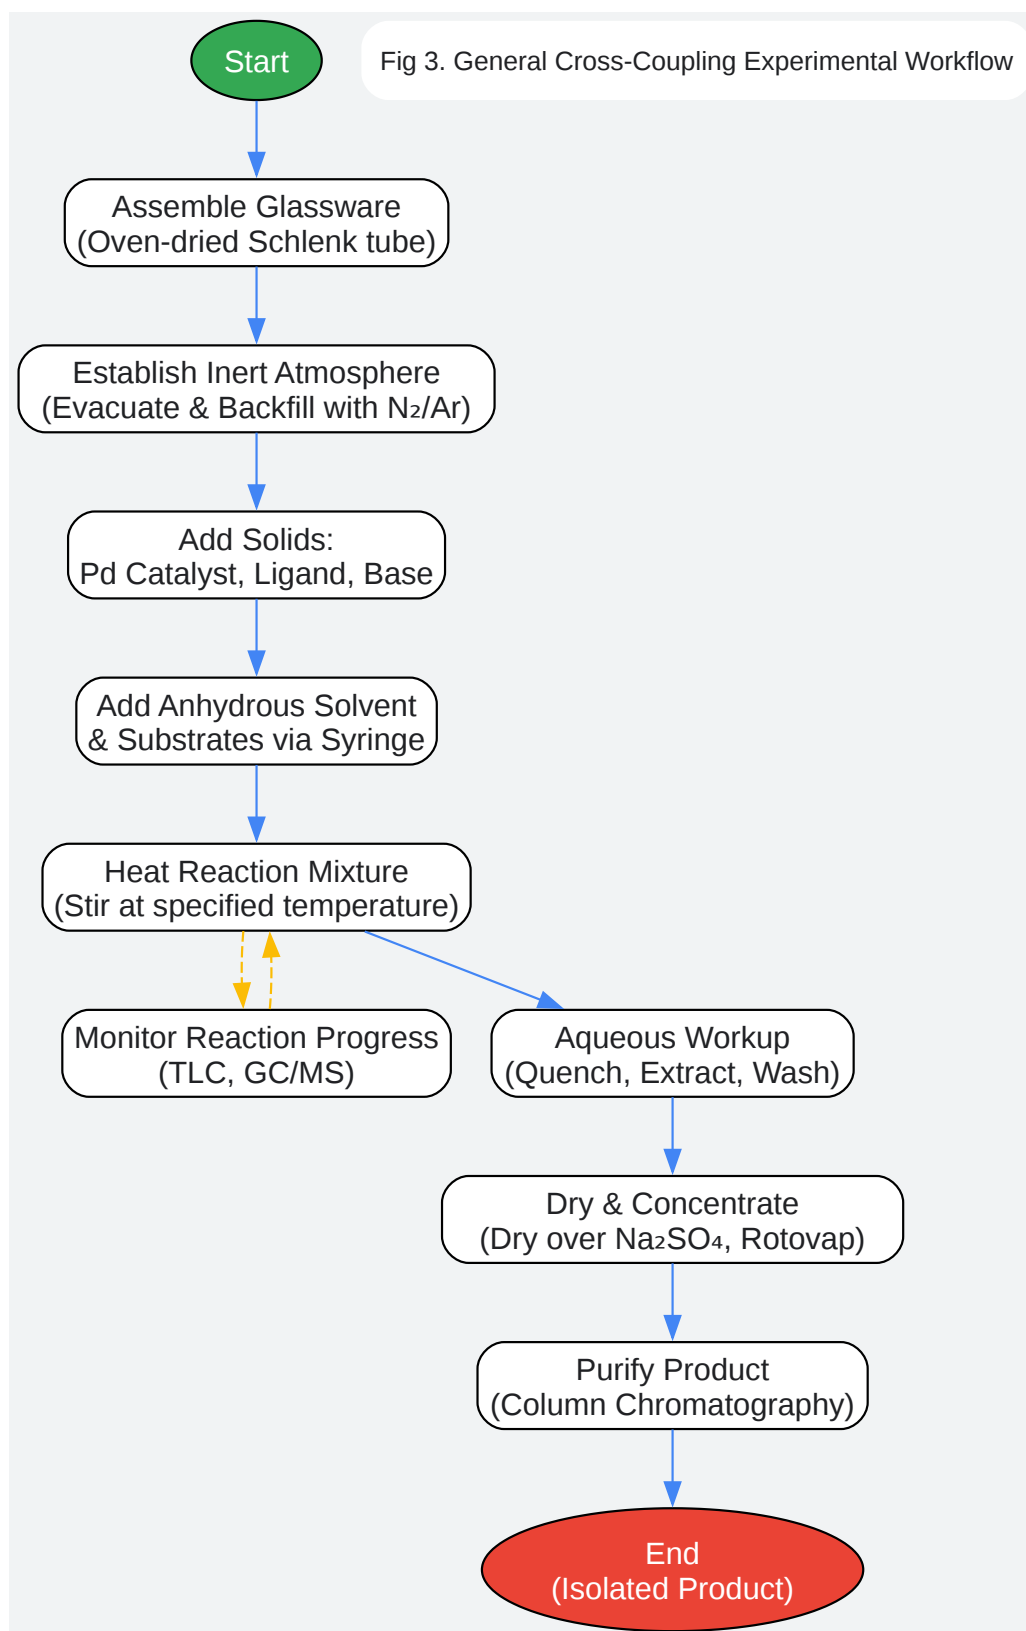 Start
Fig 3. General Cross-Coupling Experimental Workflow
Assemble Glassware
(Oven-dried Schlenk tube)
Establish Inert Atmosphere
(Evacuate & Backfill with N₂/Ar)
Add Solids:
Pd Catalyst, Ligand, Base
Add Anhydrous Solvent
& Substrates via Syringe
Heat Reaction Mixture
(Stir at specified temperature)
Monitor Reaction Progress
(TLC, GC/MS)
Aqueous Workup
(Quench, Extract, Wash)
Dry & Concentrate
(Dry over Na₂SO₄, Rotovap)
Purify Product
(Column Chromatography)
End
(Isolated Product)